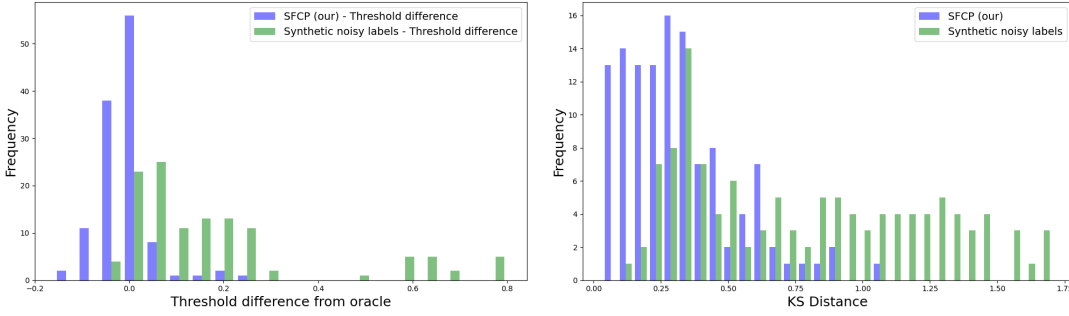 SFCP (our) - Threshold difference
Synthetic noisy labels - Threshold difference
Frequency
50
40
30
20
10
0
−0.2 0.0 0.2 0.4 0.6 0.8
Threshold difference from oracle
SFCP (our)
Synthetic noisy labels
Frequency
16
14
12
10
8
6
4
2
0
0.00 0.25 0.50 0.75 1.00 1.25 1.50 1.75
KS Distance